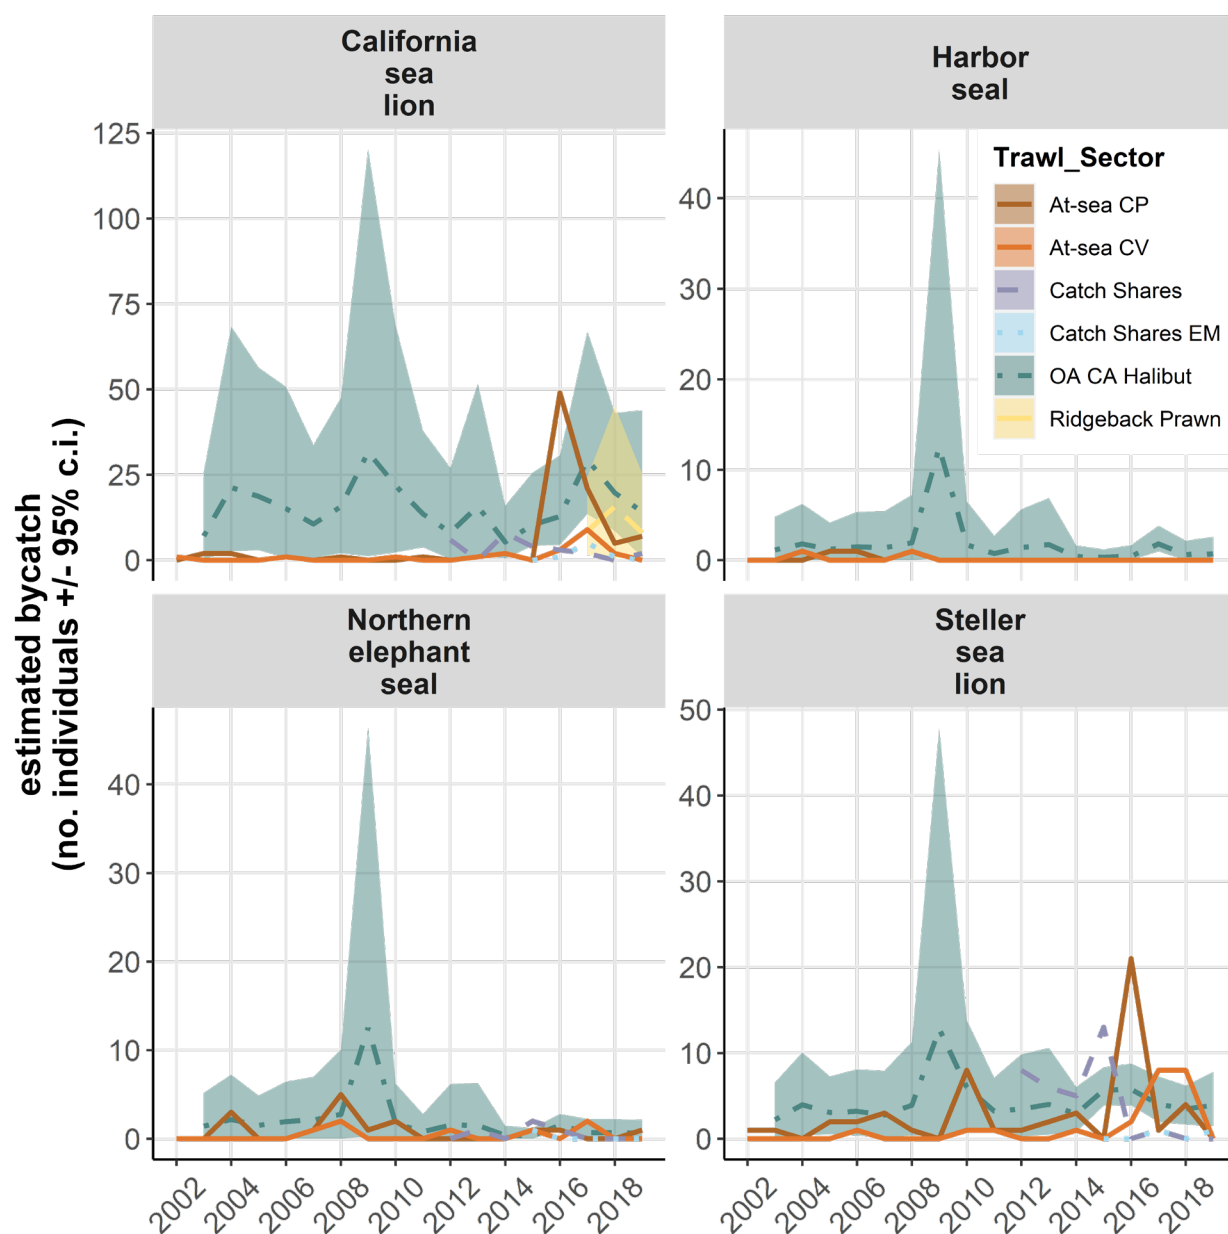 California
sea
lion
Harbor
seal
125
100
75
50
25
0
40
30
20
10
0
Trawl_Sector
At-sea CP
At-sea CV
Catch Shares
Catch Shares EM
OA CA Halibut
Ridgeback Prawn
estimated bycatch
(no. individuals +/- 95% c.i.)
Northern
elephant
seal
Steller
sea
lion
40
30
20
10
0
50
40
30
20
10
0
2002 2004 2006 2008 2010 2012 2014 2016 2018
2002 2004 2006 2008 2010 2012 2014 2016 2018